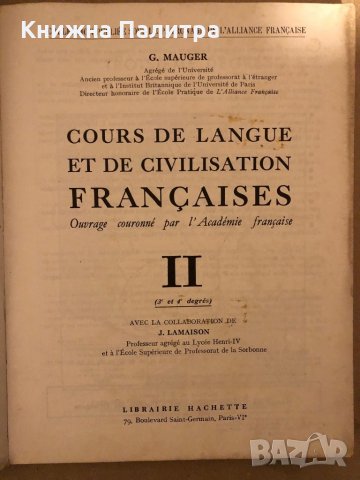 Книжна Палитра
L'ALLIANCE FRANÇAISE
G. MAUGER
Agrégé de l'Université
Ancien professeur à l'École supérieure de professorat à l'étranger
et à l'Institut Britannique de l'Université de Paris
Directeur honoraire de l'École Pratique de L'Alliance Française
COURS DE LANGUE
ET DE CIVILISATION
FRANÇAISES
Ouvrage couronné par l'Académie française
II
(3e et 4e degrés)
AVEC LA COLLABORATION DE
J. LAMAISON
Professeur agrégé au Lycée Henri-IV
et à l'École Supérieure de Professorat de la Sorbonne
LIBRAIRIE HACHETTE
79, Boulevard Saint-Germain, Paris-VIe
BAZAR